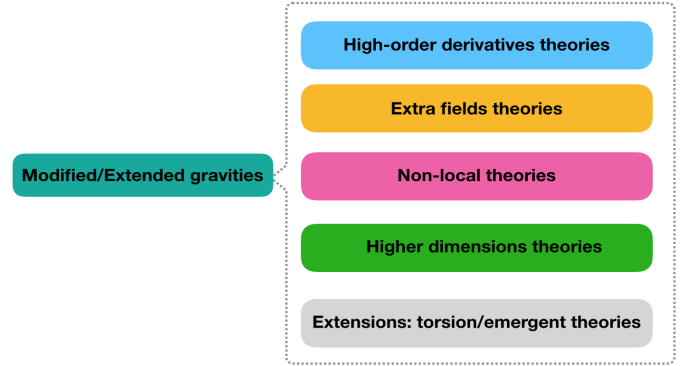 High-order derivatives theories
Extra fields theories
Modified/Extended gravities
Non-local theories
Higher dimensions theories
Extensions: torsion/emergent theories